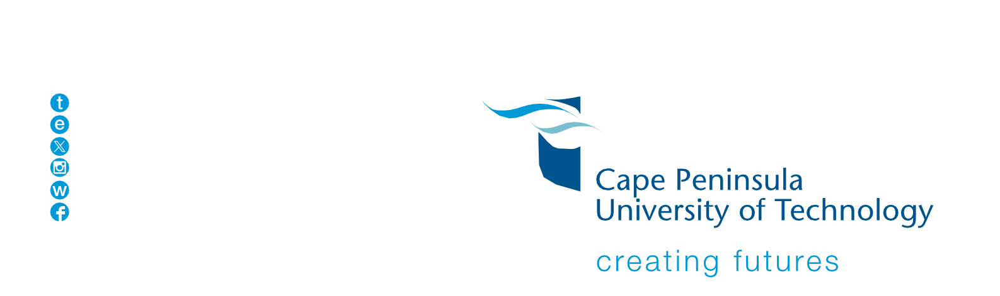 t
e
X
w
f
Cape Peninsula
University of Technology
creating futures